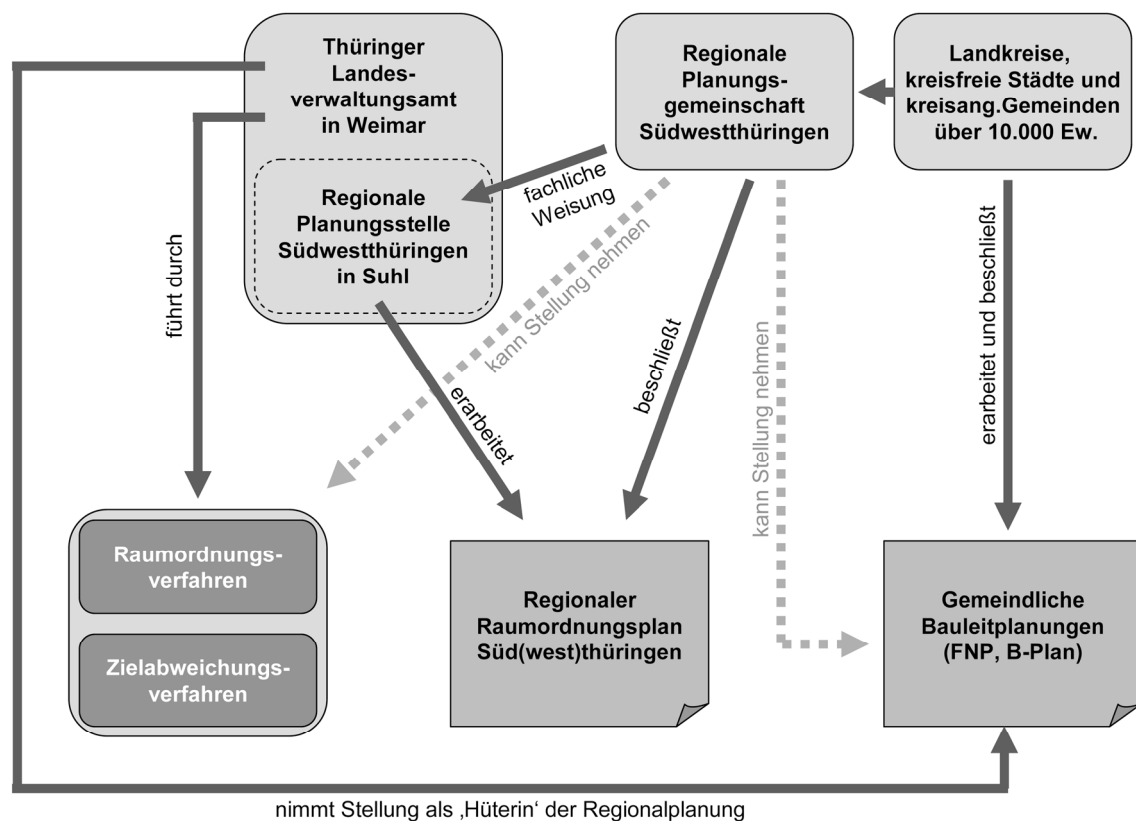 Thüringer
Landes-
verwaltungsamt
in Weimar
Regionale
Planungsstelle
Südwestthüringen
in Suhl
Regionale
Planungs-
gemeinschaft
Südwestthüringen
Landkreise,
kreisfreie Städte und
kreisang.Gemeinden
über 10.000 Ew.
fachliche
Weisung
führt durch
kann Stellung nehmen
erarbeitet
beschließt
kann Stellung nehmen
erarbeitet und beschließt
Raumordnungs-
verfahren
Zielabweichungs-
verfahren
Regionaler
Raumordnungsplan
Süd(west)thüringen
Gemeindliche
Bauleitplanungen
(FNP, B-Plan)
nimmt Stellung als ‚Hüterin‘ der Regionalplanung